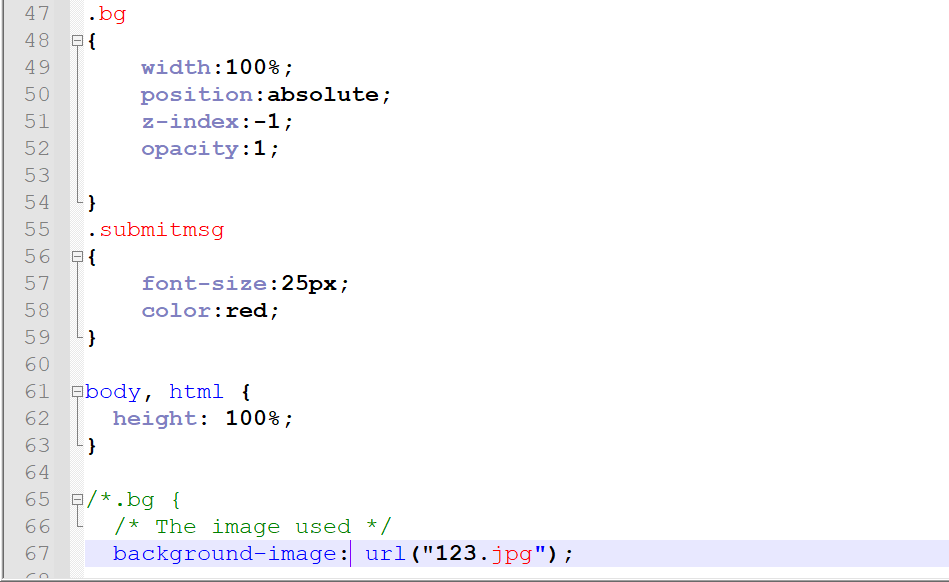 47 .bg
48 {
49 width:100%;
50 position:absolute;
51 z-index:-1;
52 opacity:1;
53
54 }
55 .submitmsg
56 {
57 font-size:25px;
58 color:red;
59 }
60
61 body, html {
62 height: 100%;
63 }
64
65 /*.bg {
66 /* The image used */
67 background-image: url("123.jpg");